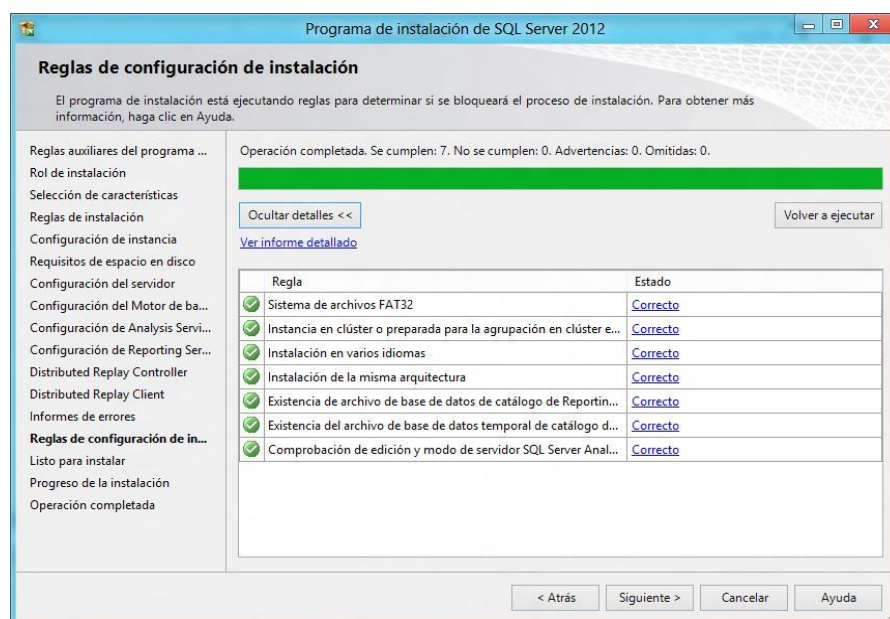 Programa de instalación de SQL Server 2012
Reglas de configuración de instalación
El programa de instalación está ejecutando reglas para determinar si se bloqueará el proceso de instalación. Para obtener más
información, haga clic en Ayuda.
Reglas auxiliares del programa ...
Rol de instalación
Selección de características
Reglas de instalación
Configuración de instancia
Requisitos de espacio en disco
Configuración del servidor
Configuración del Motor de ba...
Configuración de Analysis Servi...
Configuración de Reporting Ser...
Distributed Replay Controller
Distributed Replay Client
Informes de errores
Reglas de configuración de in...
Listo para instalar
Progreso de la instalación
Operación completada
Operación completada. Se cumplen: 7. No se cumplen: 0. Advertencias: 0. Omitidas: 0.
Ocultar detalles <<
Volver a ejecutar
Ver informe detallado
Regla Estado
Sistema de archivos FAT32 Correcto
Instancia en clúster o preparada para la agrupación en clúster e... Correcto
Instalación en varios idiomas Correcto
Instalación de la misma arquitectura Correcto
Existencia de archivo de base de datos de catálogo de Reportin... Correcto
Existencia del archivo de base de datos temporal de catálogo d... Correcto
Comprobación de edición y modo de servidor SQL Server Anal... Correcto
< Atrás Siguiente > Cancelar Ayuda